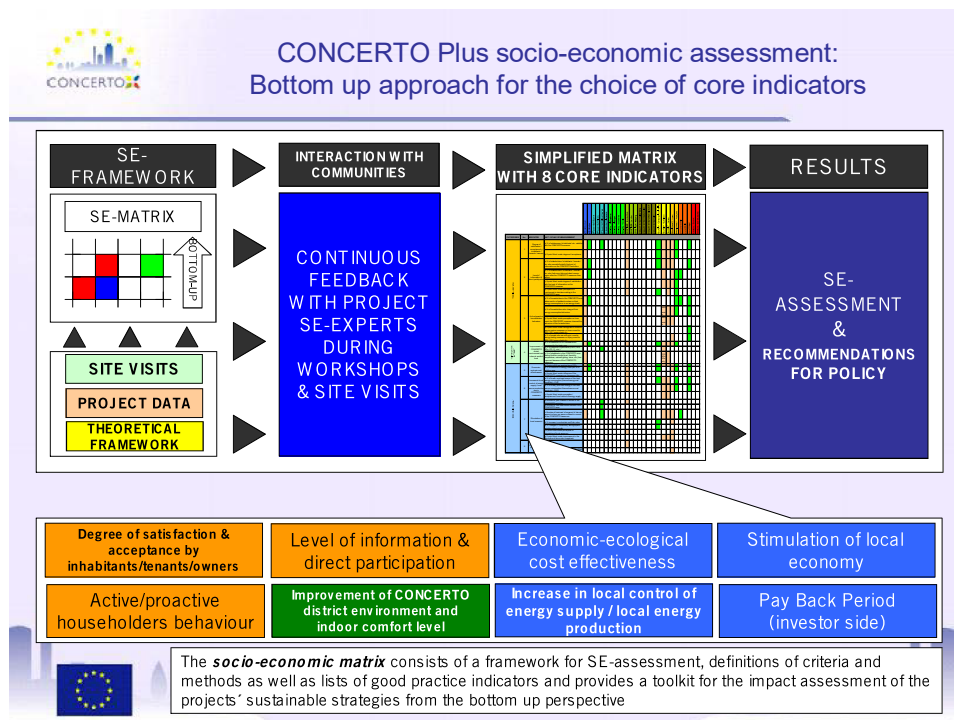 CONCERTO
CONCERTO Plus socio-economic assessment:
Bottom up approach for the choice of core indicators
SE-
FRAMEWORK
SE-MATRIX
BOTTOM-UP
SITE VISITS
PROJECT DATA
THEORETICAL
FRAMEWORK
INTERACTION WITH
COMMUNITIES
CONTINUOUS
FEEDBACK
WITH PROJECT
SE-EXPERTS
DURING
WORKSHOPS
& SITE VISITS
SIMPLIFIED MATRIX
WITH 8 CORE INDICATORS
RESULTS
SE-
ASSESSMENT
&
RECOMMENDATIONS
FOR POLICY
Degree of satisfaction &
acceptance by
inhabitants/tenants/owners
Level of information &
direct participation
Economic-ecological
cost effectiveness
Stimulation of local
economy
Active/proactive
householders behaviour
Improvement of CONCERTO
district environment and
indoor comfort level
Increase in local control of
energy supply / local energy
production
Pay Back Period
(investor side)
The socio-economic matrix consists of a framework for SE-assessment, definitions of criteria and
methods as well as lists of good practice indicators and provides a toolkit for the impact assessment of the
projects´ sustainable strategies from the bottom up perspective